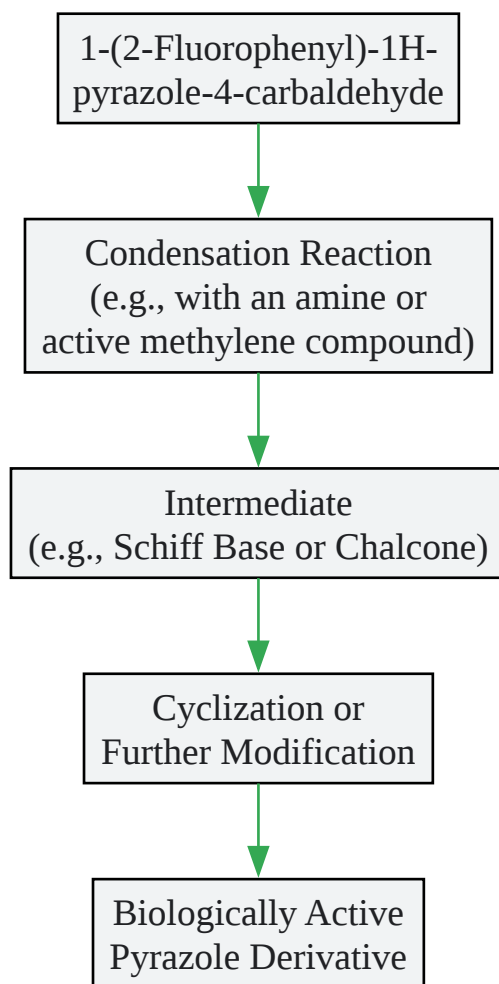 1-(2-Fluorophenyl)-1H-
pyrazole-4-carbaldehyde
Condensation Reaction
(e.g., with an amine or
active methylene compound)
Intermediate
(e.g., Schiff Base or Chalcone)
Cyclization or
Further Modification
Biologically Active
Pyrazole Derivative